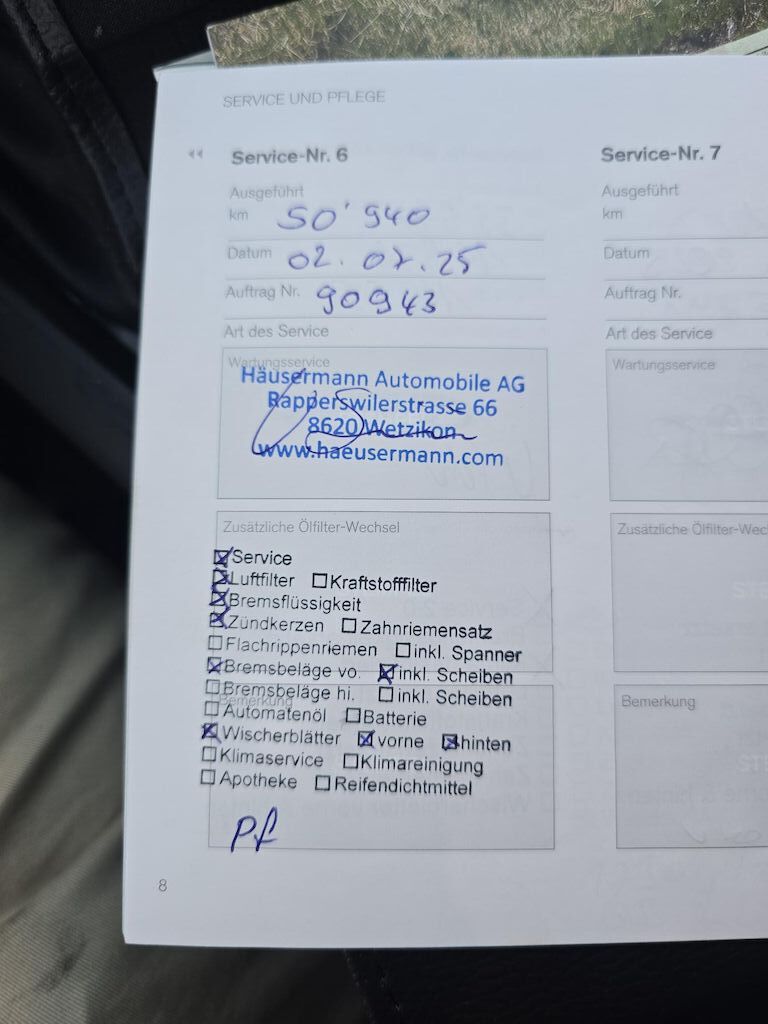 SERVICE UND PFLEGE
Service-Nr. 6
Ausgeführt
km 50'940
Datum 02.07.25
Auftrag Nr. 90943
Art des Service
Wartungsservice
Häusermann Automobile AG
Rapperswilerstrasse 66
8620 Wetzikon
www.haeusermann.com
Zusätzliche Ölfilter-Wechsel
☒ Service
☒ Luftfilter ☐ Kraftstofffilter
☒ Bremsflüssigkeit
☒ Zündkerzen ☐ Zahnriemensatz
☐ Flachrippenriemen ☐ inkl. Spanner
☒ Bremsbeläge vo. ☒ inkl. Scheiben
☐ Bremsbeläge hi. ☐ inkl. Scheiben
Bemerkung
☐ Automatenöl ☐ Batterie
☒ Wischerblätter ☒ vorne ☒ hinten
☐ Klimaservice ☐ Klimareinigung
☐ Apotheke ☐ Reifendichtmittel
Pf
8
Service-Nr. 7
Ausgeführt
km
Datum
Auftrag Nr.
Art des Service
Wartungsservice
Zusätzliche Ölfilter-Wec
Bemerkung